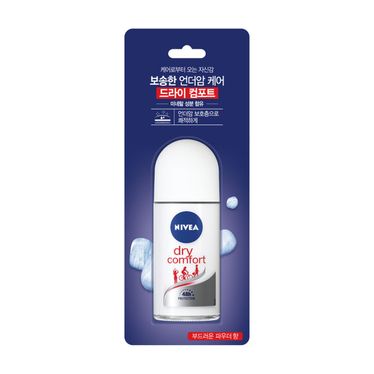 케어로부터 오는 자신감
보송한 언더암 케어
드라이 컴포트
미네랄 성분 함유
언더암 보호층으로
쾌적하게
NIVEA
dry
comfort
48h
부드러운 파우더 향